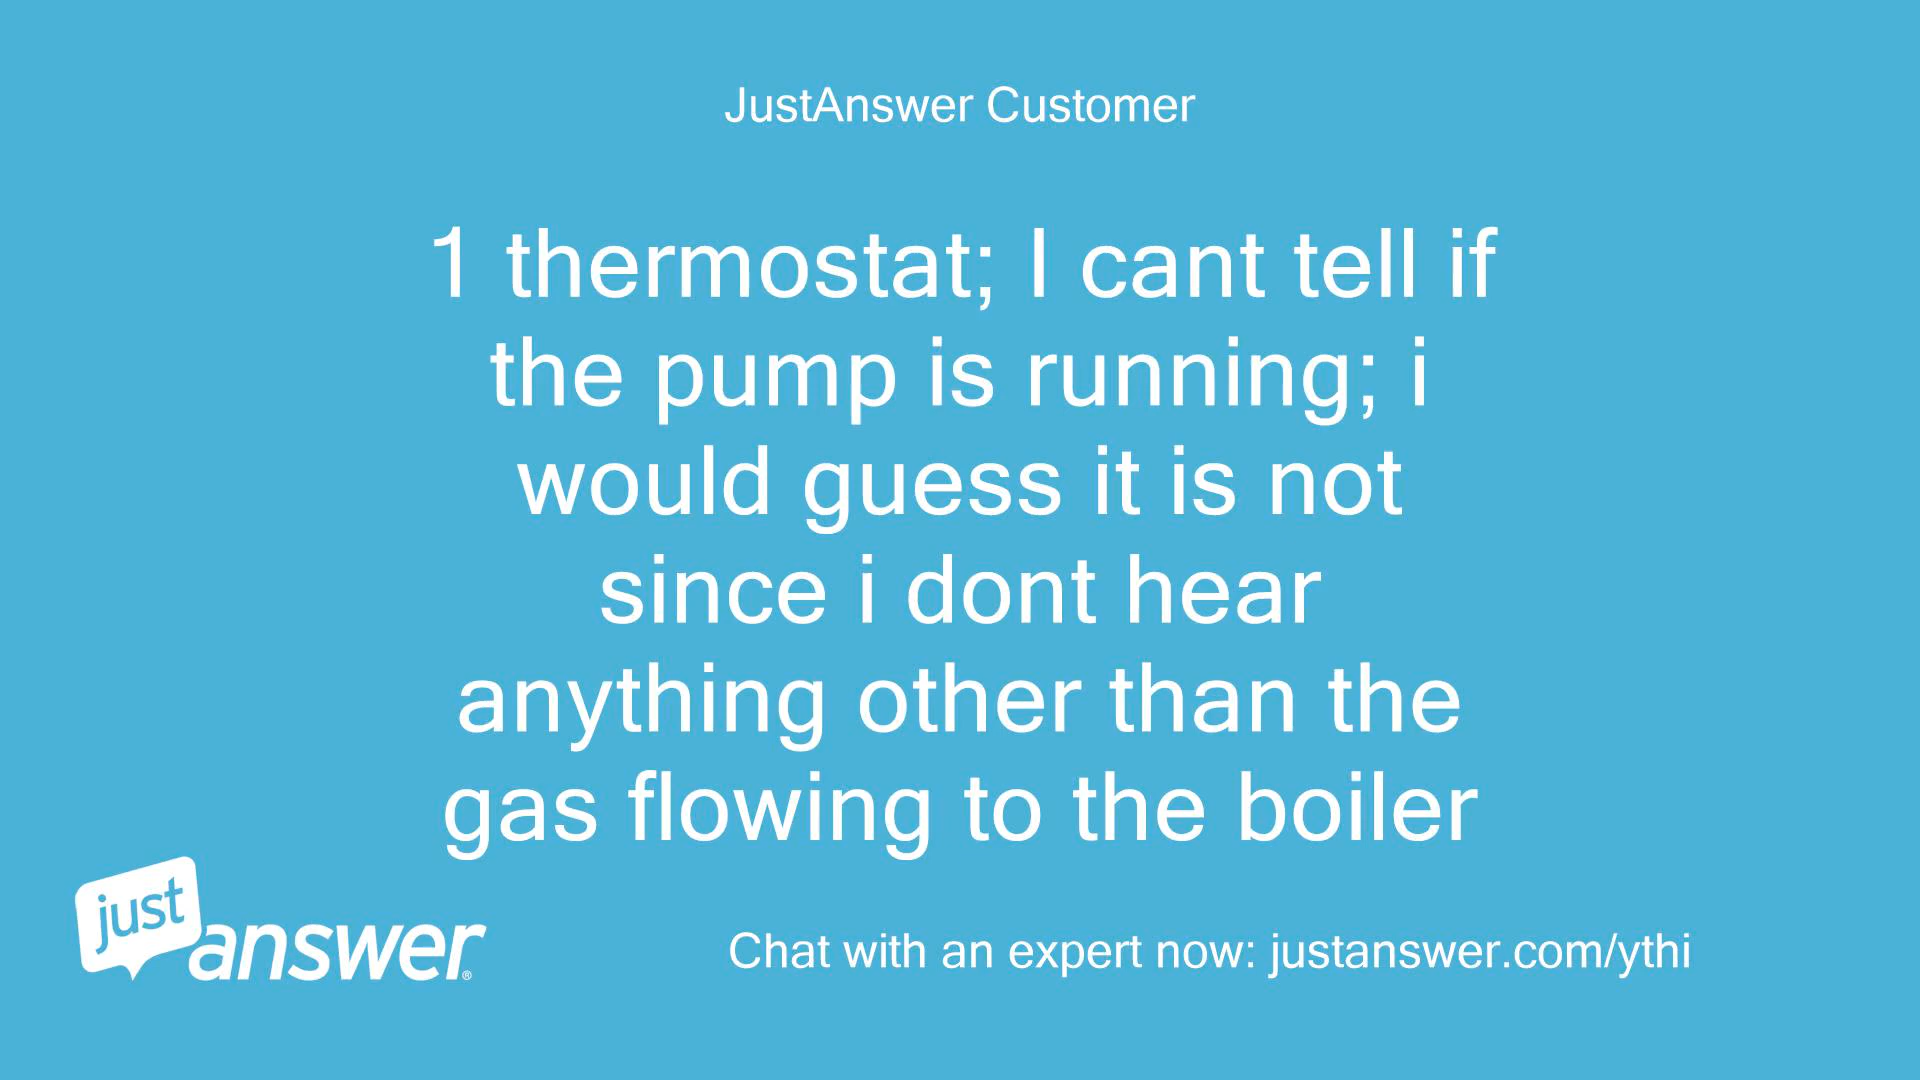 JustAnswer Customer
1 thermostat; I cant tell if
the pump is running; i
would guess it is not
since i dont hear
anything other than the
gas flowing to the boiler
just
answer®
Chat with an expert now: justanswer.com/ythi